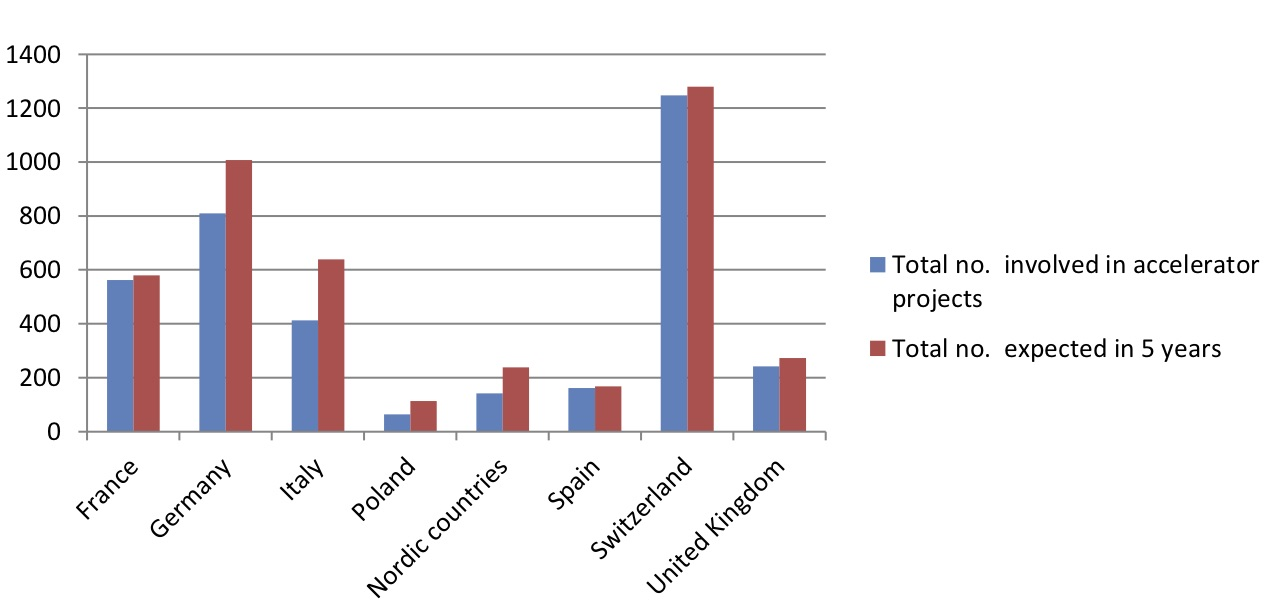 1400
1200
1000
800
600
400
200
0
France
Germany
Italy
Poland
Nordic countries
Spain
Switzerland
United Kingdom
Total no. involved in accelerator
projects
Total no. expected in 5 years